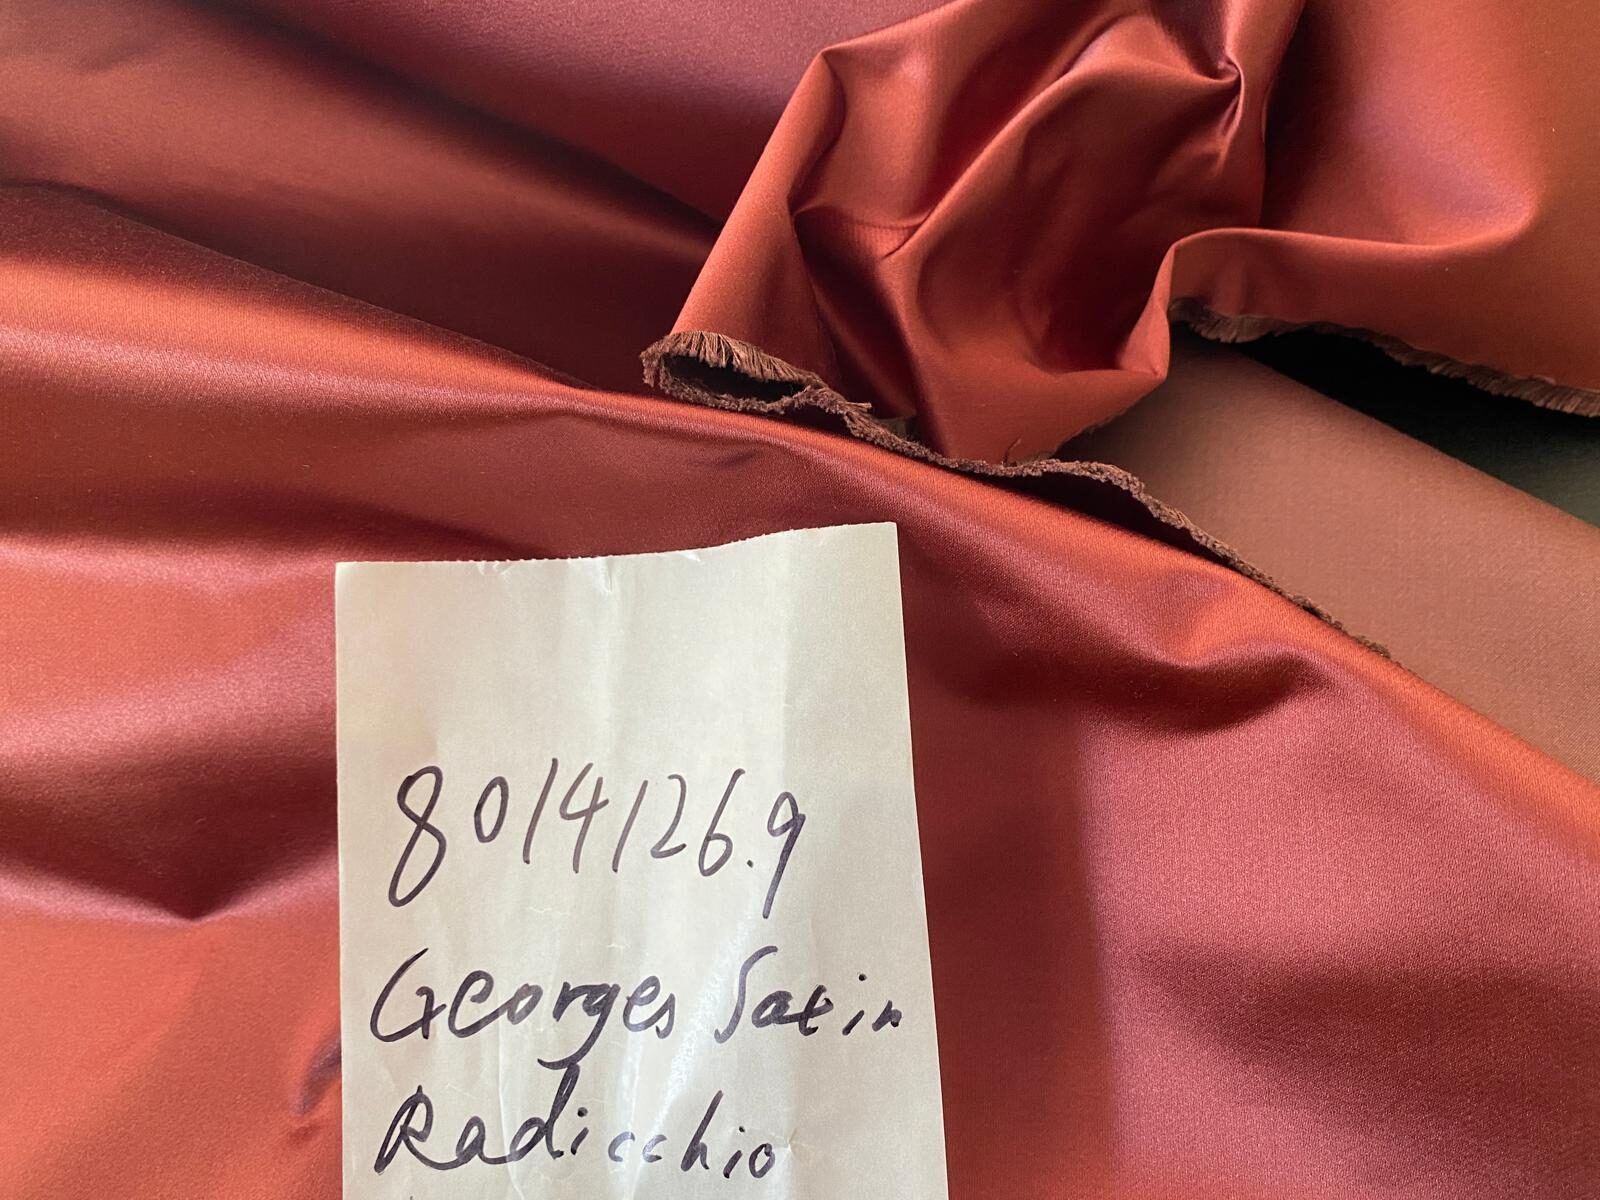 8014126.9
Georges Satin
Radicchio